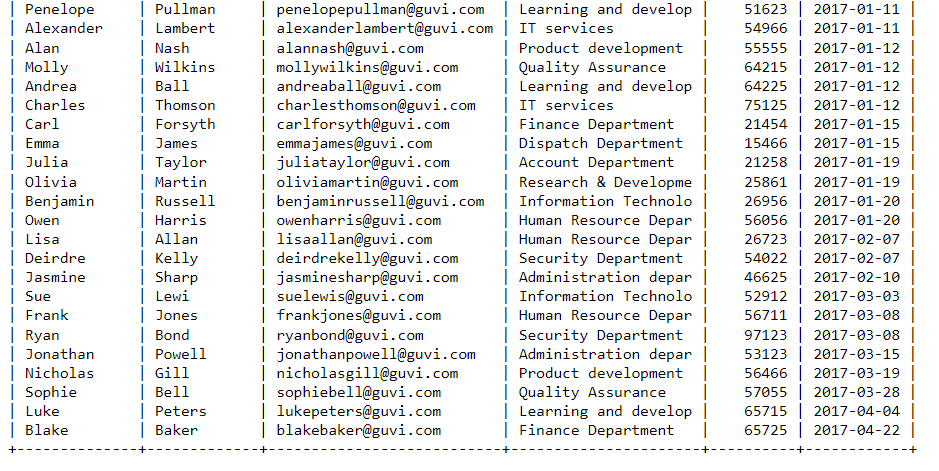 | Penelope     | Pullman    | penelopepullman@guvi.com | Learning and develop |    51623 | 2017-01-11 |
| Alexander    | Lambert    | alexanderlambert@guvi.com | IT services          |    54966 | 2017-01-11 |
| Alan         | Nash       | alannash@guvi.com        | Product development  |    55555 | 2017-01-12 |
| Molly        | Wilkins    | mollywilkins@guvi.com    | Quality Assurance    |    64215 | 2017-01-12 |
| Andrea       | Ball       | andreaball@guvi.com      | Learning and develop |    64225 | 2017-01-12 |
| Charles      | Thomson    | charlesthomson@guvi.com  | IT services          |    75125 | 2017-01-12 |
| Carl         | Forsyth    | carlforsyth@guvi.com     | Finance Department   |    21454 | 2017-01-15 |
| Emma         | James      | emmajames@guvi.com       | Dispatch Department  |    15466 | 2017-01-15 |
| Julia        | Taylor     | juliataylor@guvi.com     | Account Department   |    21258 | 2017-01-19 |
| Olivia       | Martin     | oliviamartin@guvi.com    | Research & Developme |    25861 | 2017-01-19 |
| Benjamin     | Russell    | benjaminrussell@guvi.com | Information Technolo |    26956 | 2017-01-20 |
| Owen         | Harris     | owenharris@guvi.com      | Human Resource Depar |    56056 | 2017-01-20 |
| Lisa         | Allan      | lisaallan@guvi.com       | Human Resource Depar |    26723 | 2017-02-07 |
| Deirdre      | Kelly      | deirdrekelly@guvi.com    | Security Department  |    54022 | 2017-02-07 |
| Jasmine      | Sharp      | jasminesharp@guvi.com    | Administration depar |    46625 | 2017-02-10 |
| Sue          | Lewi       | suelewis@guvi.com        | Information Technolo |    52912 | 2017-03-03 |
| Frank        | Jones      | frankjones@guvi.com      | Human Resource Depar |    56711 | 2017-03-08 |
| Ryan         | Bond       | ryanbond@guvi.com        | Security Department  |    97123 | 2017-03-08 |
| Jonathan     | Powell     | jonathanpowell@guvi.com  | Administration depar |    53123 | 2017-03-15 |
| Nicholas     | Gill       | nicholasgill@guvi.com    | Product development  |    56466 | 2017-03-19 |
| Sophie       | Bell       | sophiebell@guvi.com      | Quality Assurance    |    57055 | 2017-03-28 |
| Luke         | Peters     | lukepeters@guvi.com      | Learning and develop |    65715 | 2017-04-04 |
| Blake        | Baker      | blakebaker@guvi.com      | Finance Department   |    65725 | 2017-04-22 |